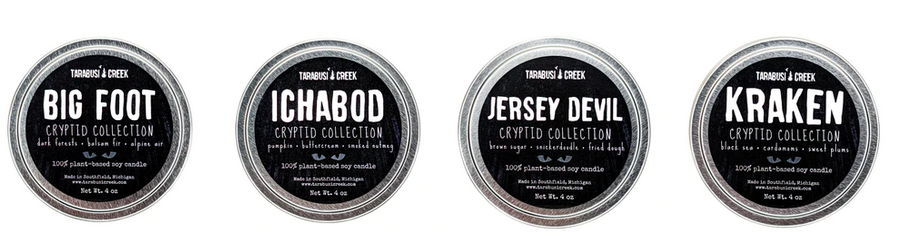 TARABUSI CREEK
BIG FOOT
CRYPTID COLLECTION
dark forests • balsam fir • alpine air
100% plant-based soy candle
Made in Southfield, Michigan
www.tarabusicreek.com
Net Wt. 4 oz
TARABUSI CREEK
ICHABOD
CRYPTID COLLECTION
pumpkin • buttercream • smoked nutmeg
100% plant-based soy candle
Made in Southfield, Michigan
www.tarabusicreek.com
Net Wt. 4 oz
TARABUSI CREEK
JERSEY DEVIL
CRYPTID COLLECTION
brown sugar • snickerdoodle • fried dough
100% plant-based soy candle
Made in Southfield, Michigan
www.tarabusicreek.com
Net Wt. 4 oz
TARABUSI CREEK
KRAKEN
CRYPTID COLLECTION
black sea • cardamoms • sweet plums
100% plant-based soy candle
Made in Southfield, Michigan
www.tarabusicreek.com
Net Wt. 4 oz